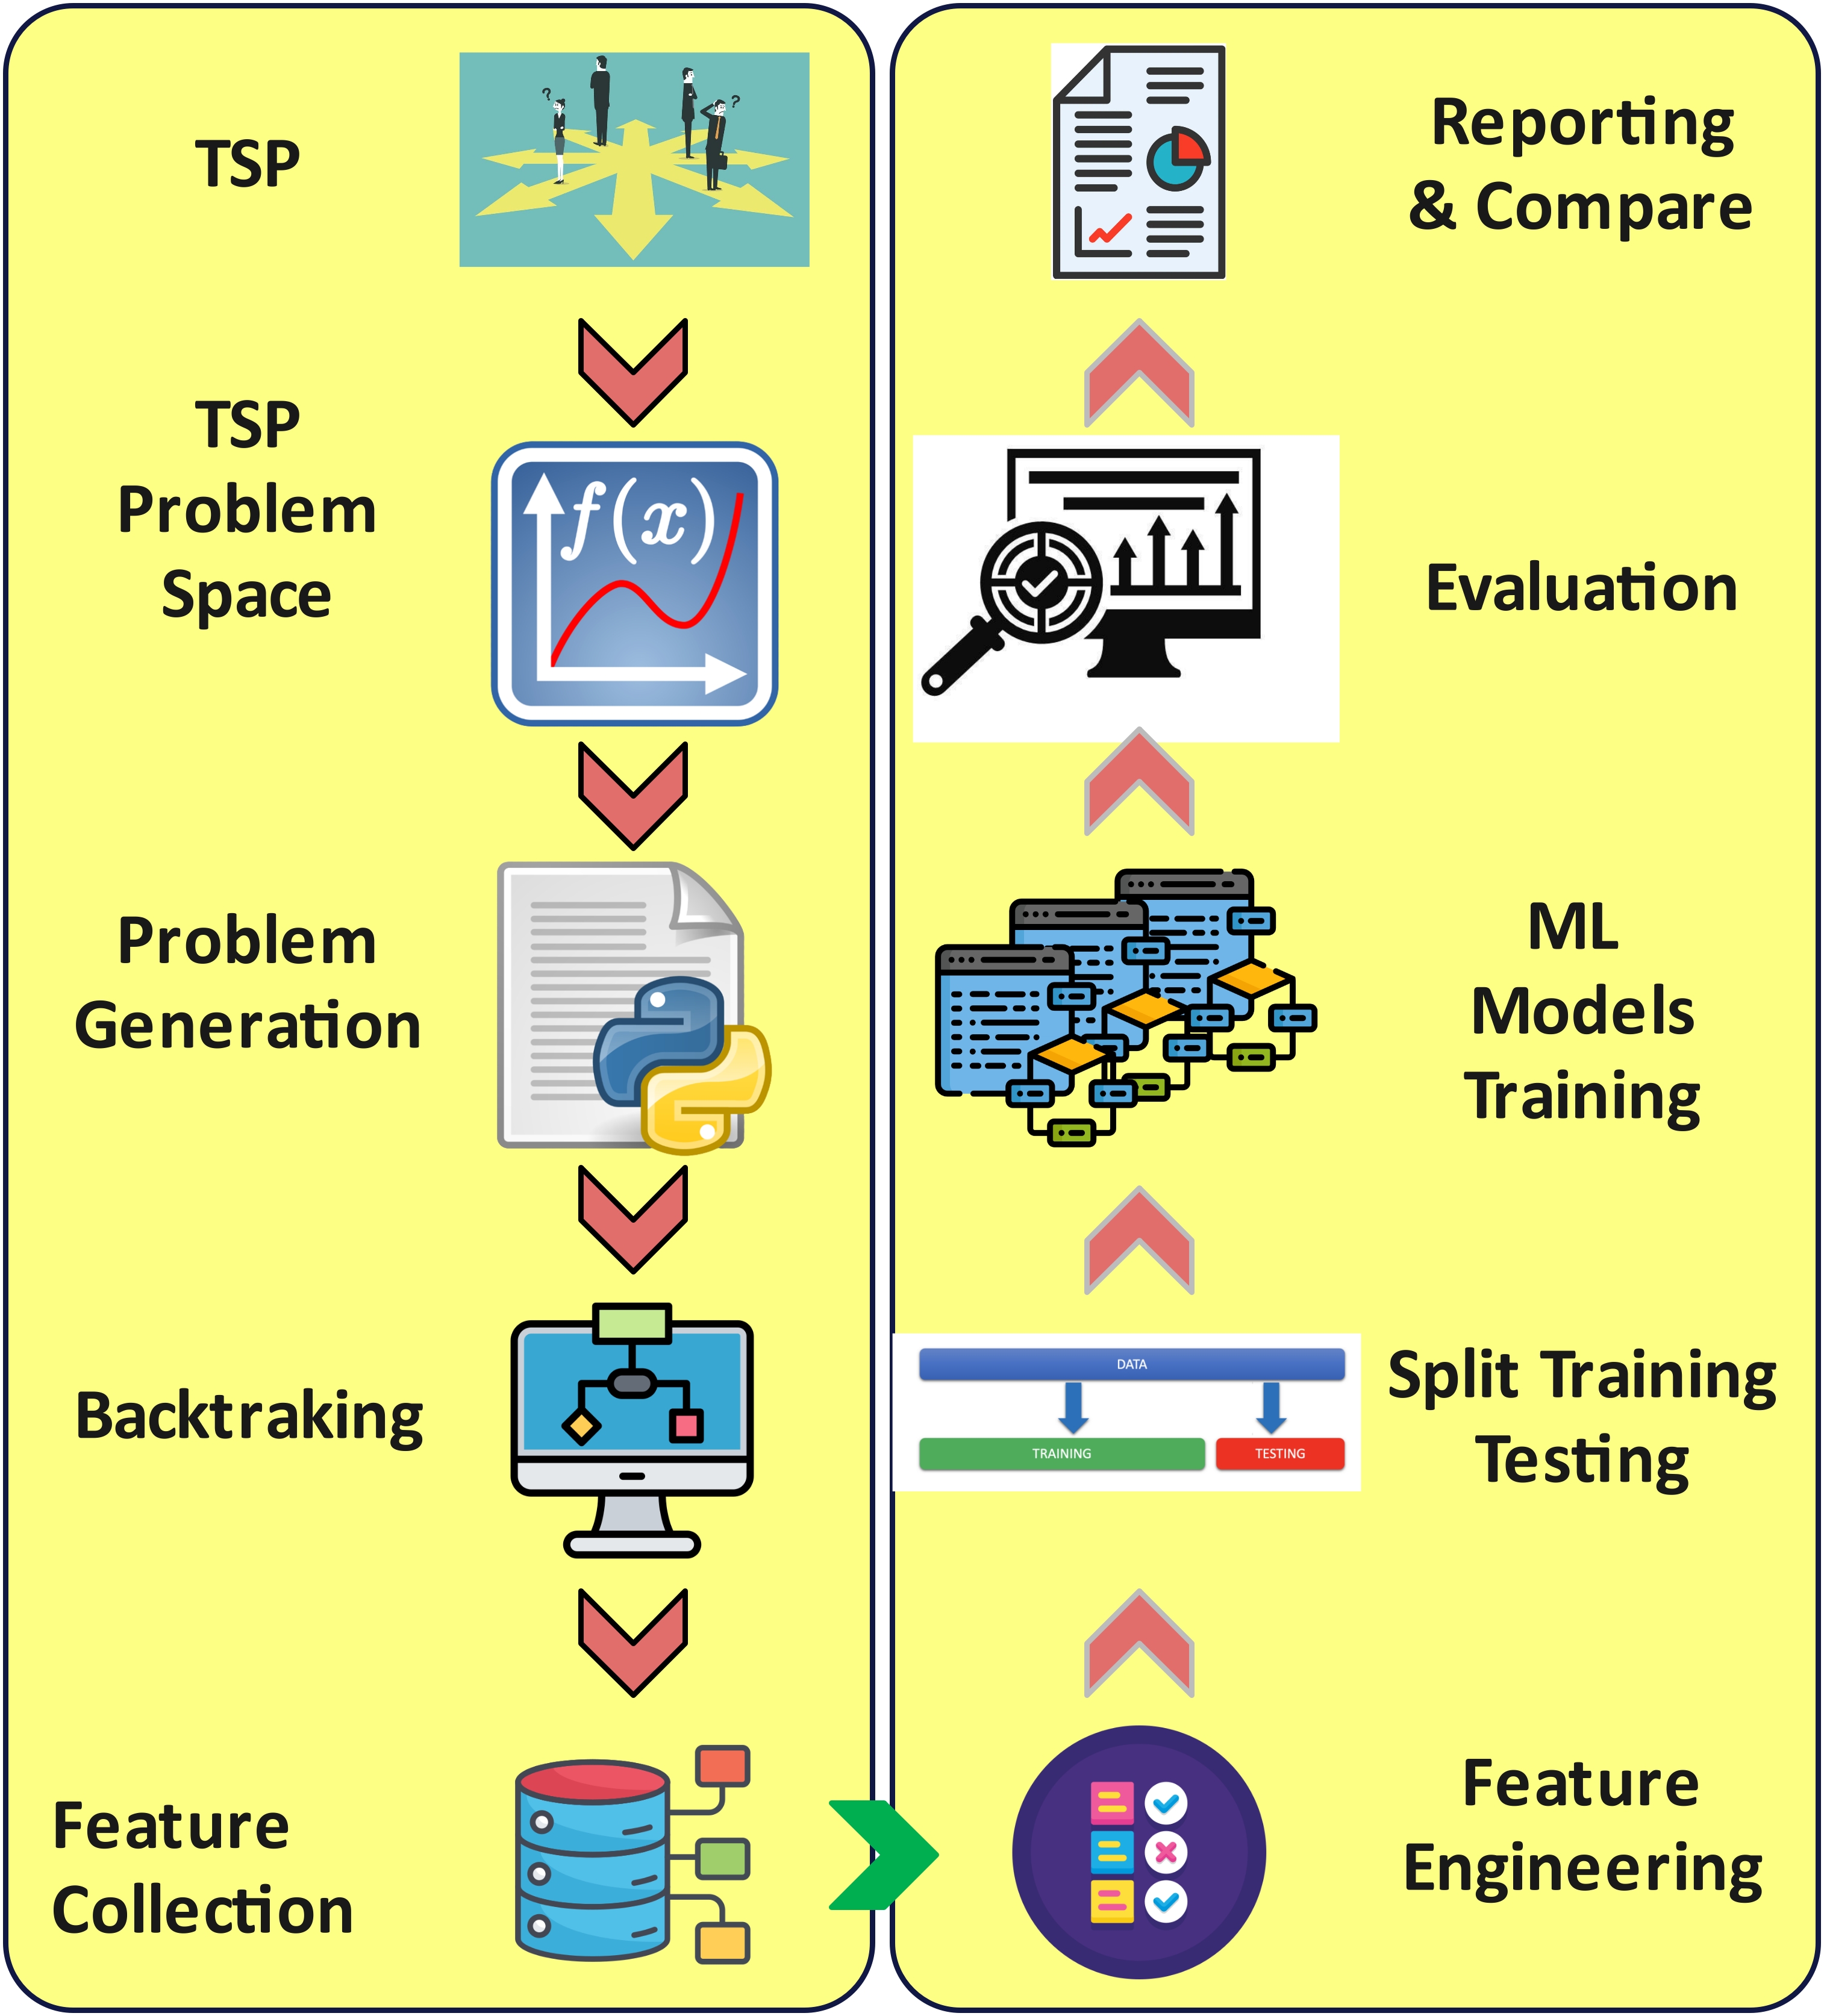 TSP
?
?
TSP
Problem
Space
f(x)
Problem
Generation
Backtraking
Feature
Collection
Reporting
& Compare
Evaluation
ML
Models
Training
DATA
TRAINING
TESTING
Split Training
Testing
Feature
Engineering